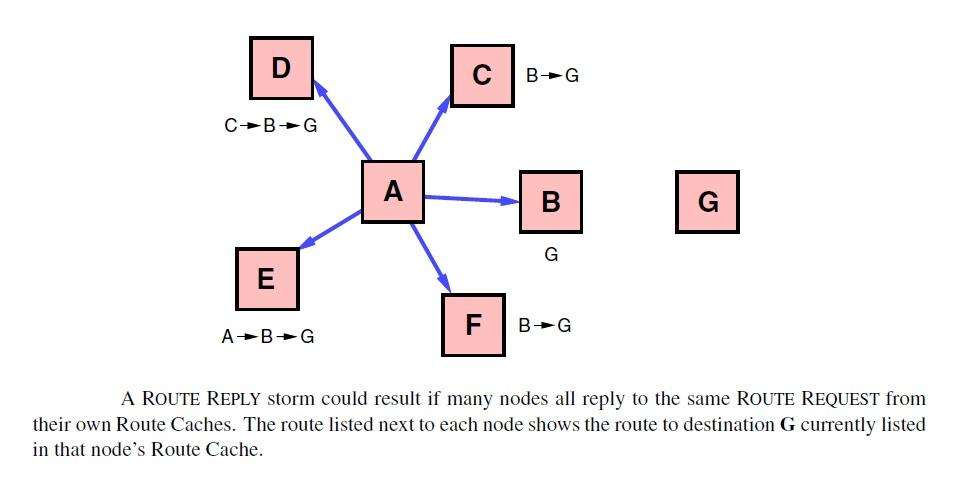 D
C
B→G
C→B→G
A
B
G
G
E
A→B→G
F
B→G
A ROUTE REPLY storm could result if many nodes all reply to the same ROUTE REQUEST from
their own Route Caches. The route listed next to each node shows the route to destination G currently listed
in that node's Route Cache.